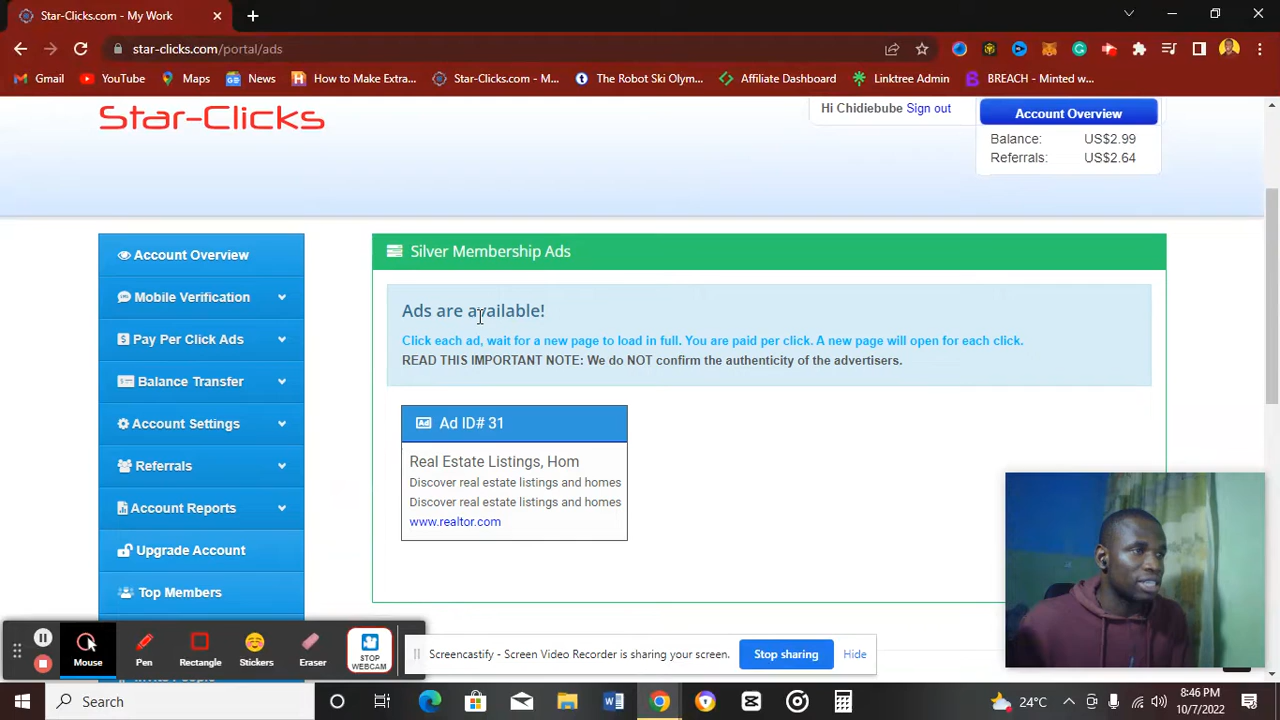 Star-Clicks.com - My Work
star-clicks.com/portal/ads
Gmail
YouTube
Maps
News
How to Make Extra...
Star-Clicks.com - M...
The Robot Ski Olym...
Affiliate Dashboard
Linktree Admin
BREACH - Minted w...
Star-Clicks
Hi Chidiebube Sign out
Account Overview
Balance: US$2.99
Referrals: US$2.64
Account Overview
Mobile Verification
Pay Per Click Ads
Balance Transfer
Account Settings
Referrals
Account Reports
Upgrade Account
Top Members
Silver Membership Ads
Ads are available!
Click each ad, wait for a new page to load in full. You are paid per click. A new page will open for each click.
READ THIS IMPORTANT NOTE: We do NOT confirm the authenticity of the advertisers.
Ad Ad ID# 31
Real Estate Listings, Hom
Discover real estate listings and homes
Discover real estate listings and homes
www.realtor.com
Mouse
Pen
Rectangle
Stickers
Eraser
STOP WEBCAM
Screencastify - Screen Video Recorder is sharing your screen.
Stop sharing
Hide
Search
24°C
8:46 PM
10/7/2022